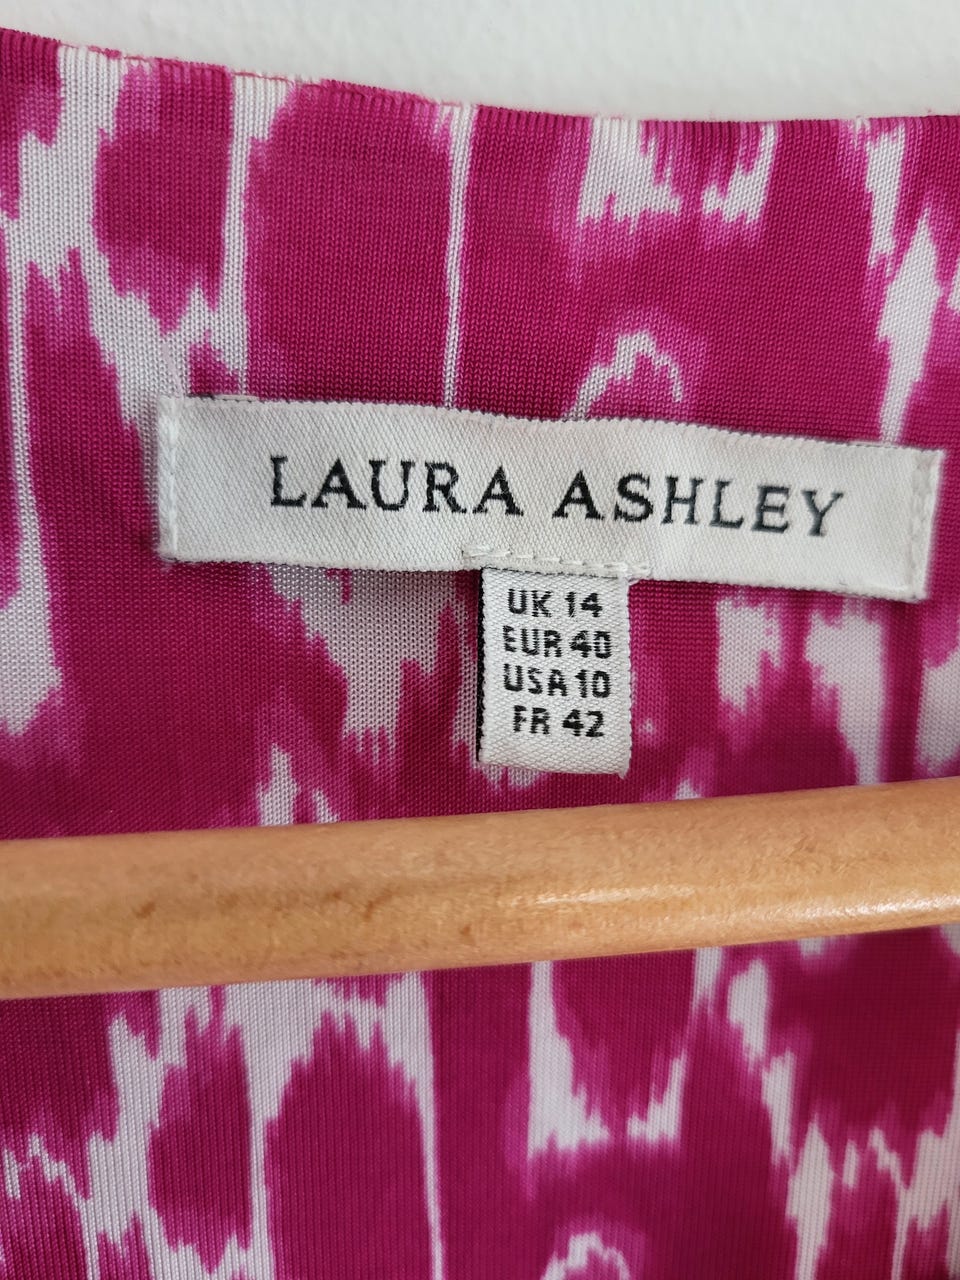 LAURA ASHLEY
UK 14
EUR 40
USA 10
FR 42